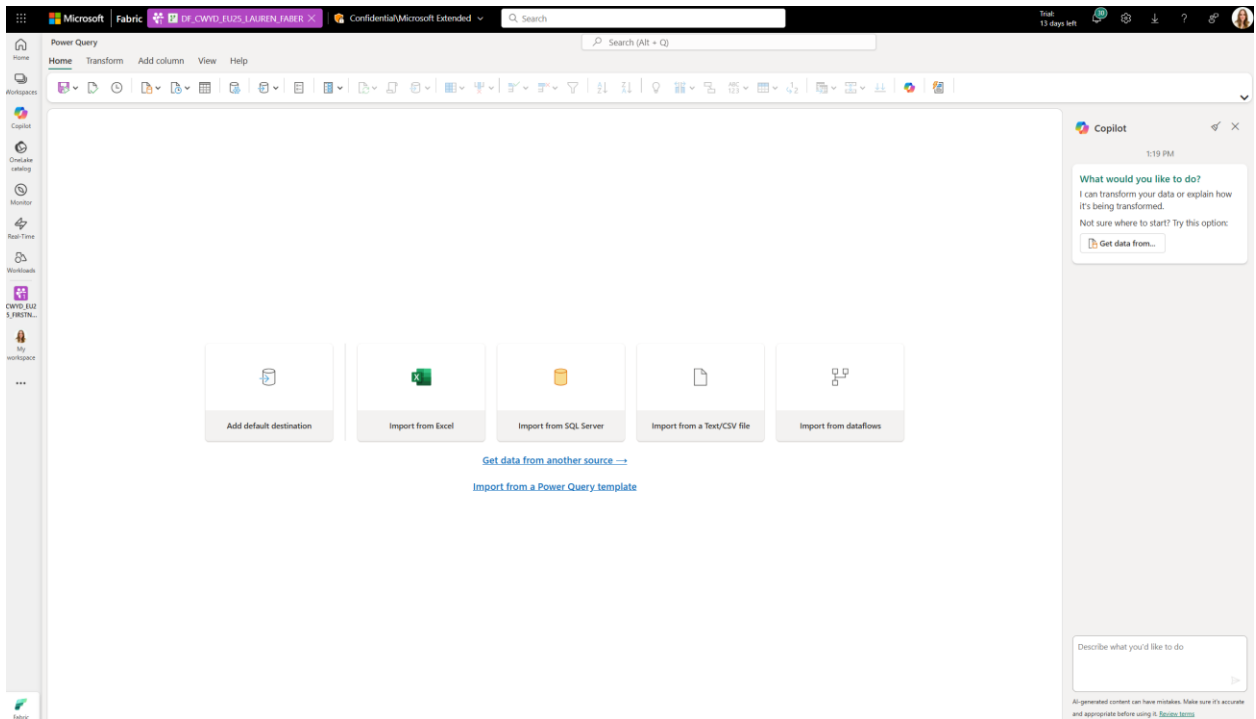 Microsoft
Fabric
DF_CWYD_EU25_LAUREN_FABER
Confidential\Microsoft Extended
Search
Trial:
13 days left
30
?
Home
Workspaces
Copilot
OneLake
catalog
Monitor
Real-Time
Workloads
CWYD_EU2
5_FIRSTN...
My
workspace
...
Fabric
Power Query
Search (Alt + Q)
Home Transform Add column View Help
Add default destination
Import from Excel
Import from SQL Server
Import from a Text/CSV file
Import from dataflows
Get data from another source →
Import from a Power Query template
Copilot
1:19 PM
What would you like to do?
I can transform your data or explain how
it's being transformed.
Not sure where to start? Try this option:
Get data from...
Describe what you'd like to do
AI-generated content can have mistakes. Make sure it's accurate
and appropriate before using it. Review terms